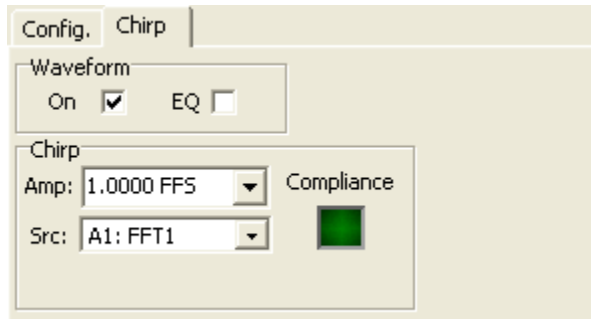 Config. Chirp
Waveform
On EQ
Chirp
Amp: 1.0000 FFS Compliance
Src: A1: FFT1